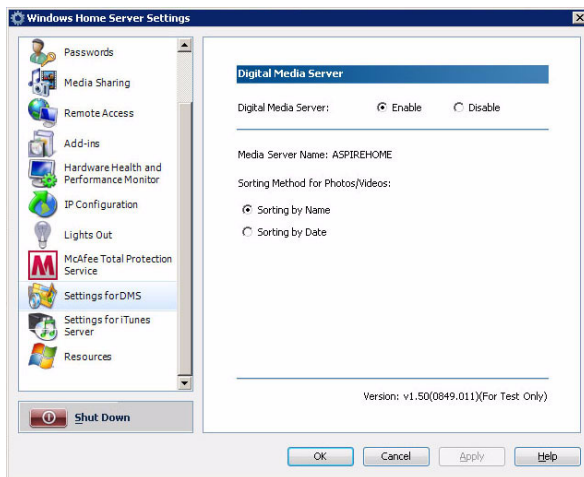 Windows Home Server Settings
Passwords
Media Sharing
Remote Access
Add-ins
Hardware Health and
Performance Monitor
IP Configuration
Lights Out
McAfee Total Protection
Service
Settings for DMS
Settings for iTunes
Server
Resources
Shut Down
Digital Media Server
Digital Media Server: Enable Disable
Media Server Name: ASPIREHOME
Sorting Method for Photos/Videos:
Sorting by Name
Sorting by Date
Version: v1.50(0849.011)(For Test Only)
OK Cancel Apply Help